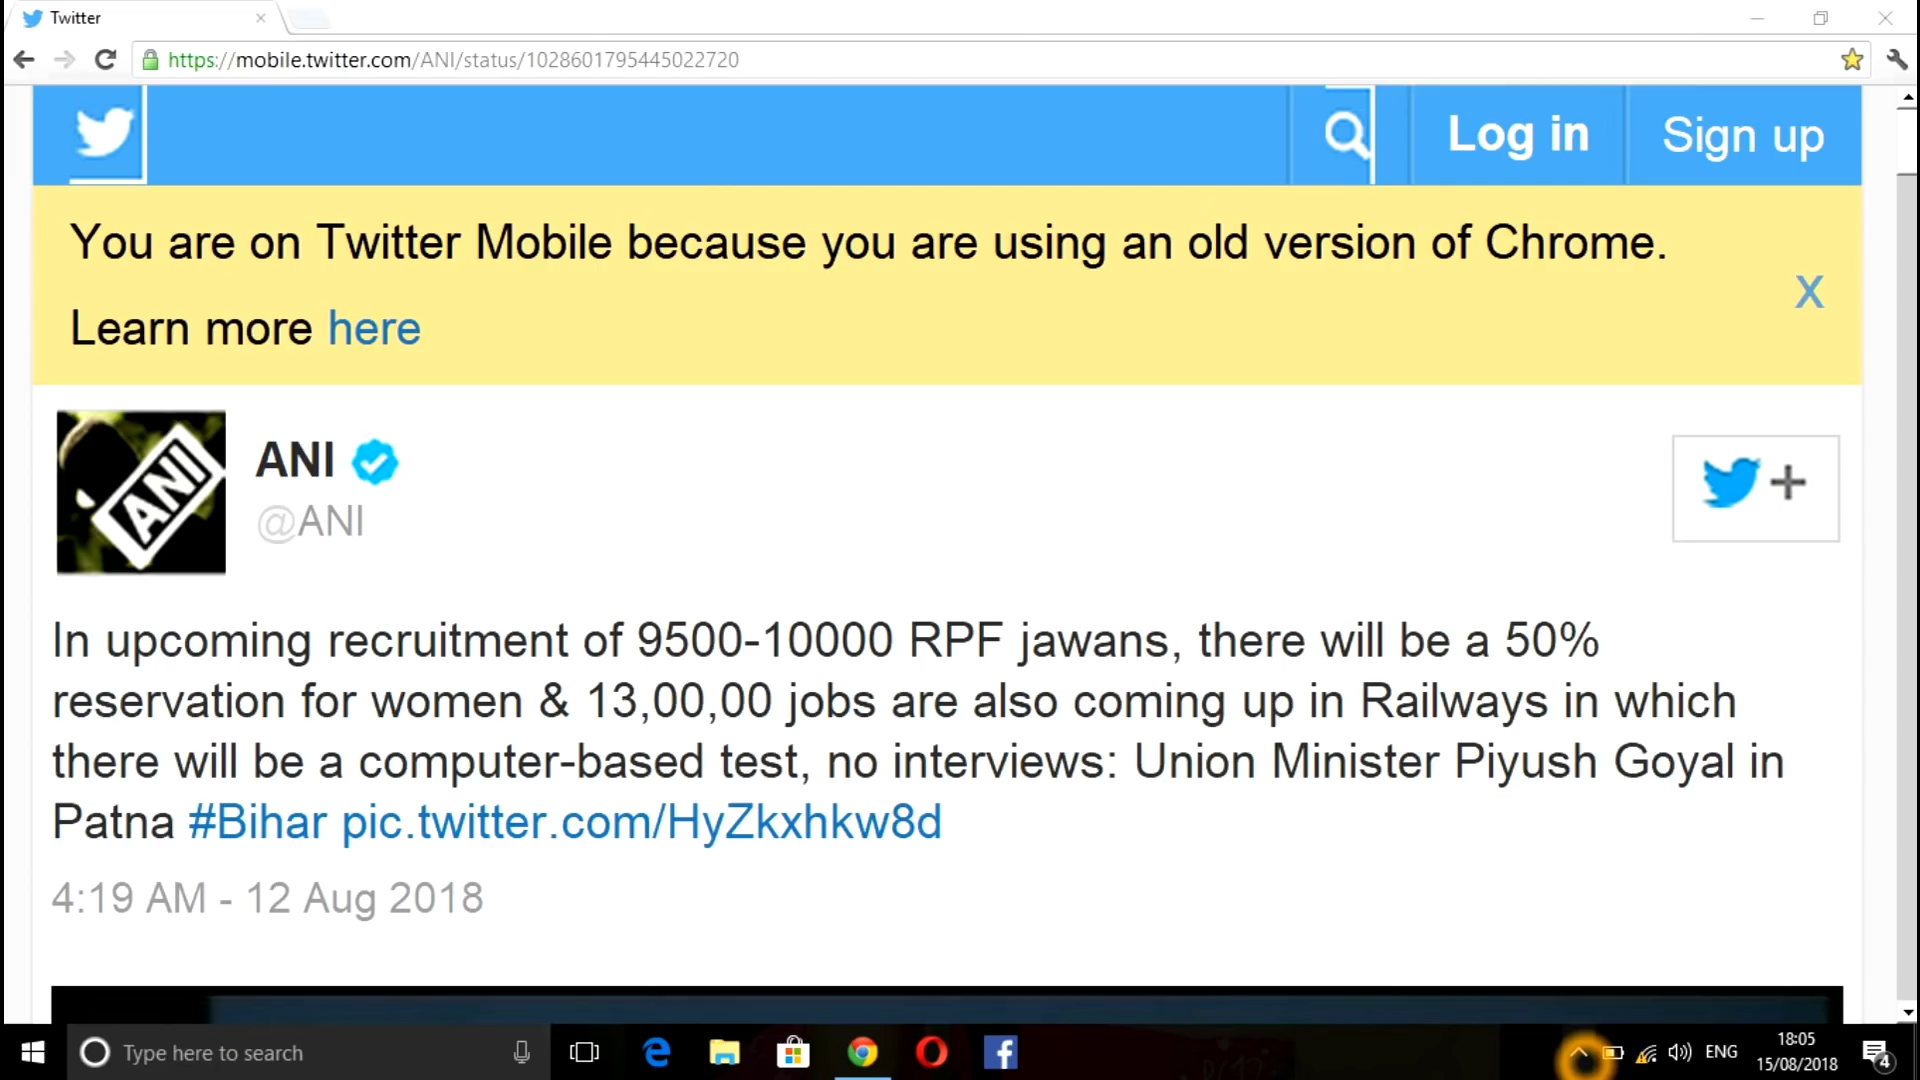 Twitter
https://mobile.twitter.com/ANI/status/1028601795445022720
Log in
Sign up
You are on Twitter Mobile because you are using an old version of Chrome.
Learn more here
X
ANI
ANI
@ANI
In upcoming recruitment of 9500-10000 RPF jawans, there will be a 50%
reservation for women & 13,00,00 jobs are also coming up in Railways in which
there will be a computer-based test, no interviews: Union Minister Piyush Goyal in
Patna #Bihar pic.twitter.com/HyZkxhkw8d
4:19 AM - 12 Aug 2018
Type here to search
ENG
18:05
15/08/2018
4